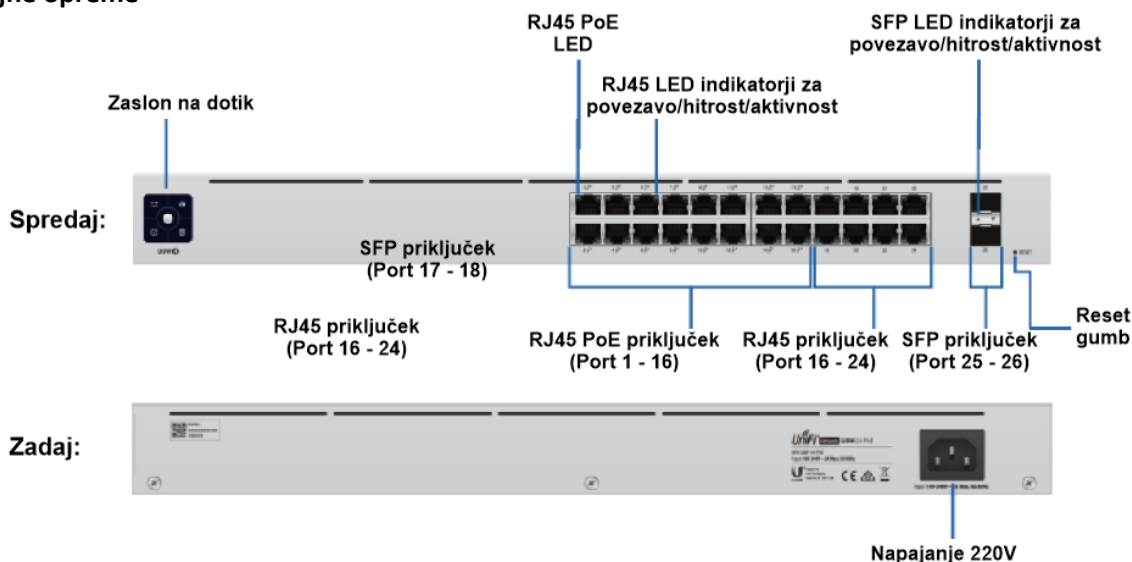 opreme
RJ45 PoE
LED
SFP LED indikatorji za
povezavo/hitrost/aktivnost
RJ45 LED indikatorji za
povezavo/hitrost/aktivnost
Zaslon na dotik
Spredaj:
SFP priključek
(Port 17 - 18)
RJ45 priključek
(Port 16 - 24)
RJ45 PoE priključek
(Port 1 - 16)
RJ45 priključek
(Port 16 - 24)
SFP priključek
(Port 25 - 26)
Reset
gumb
Zadaj:
UniFi
Napajanje 220V